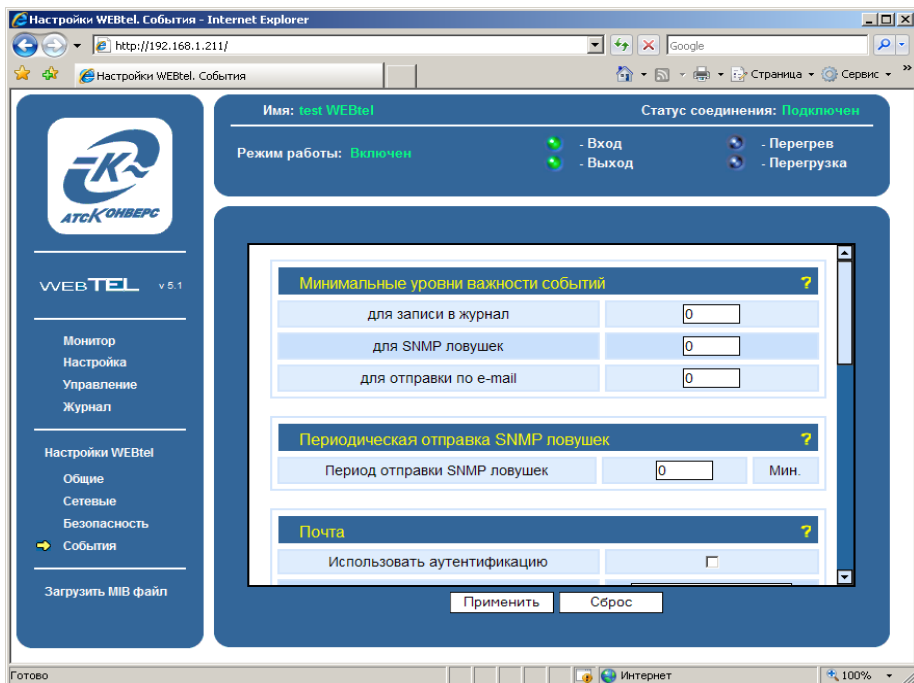 Настройки WEBtel. События - Internet Explorer
http://192.168.1.211/
Google
Настройки WEBtel. События
Страница
Сервис
»
Имя: test WEBtel
Статус соединения: Подключен
Режим работы: Включен
- Вход
- Выход
- Перегрев
- Перегрузка
АТСКОНВЕРС
WEBTEL v 5.1
Монитор
Настройка
Управление
Журнал
Настройки WEBtel
Общие
Сетевые
Безопасность
События
Загрузить MIB файл
Минимальные уровни важности событий ?
для записи в журнал 0
для SNMP ловушек 0
для отправки по e-mail 0
Периодическая отправка SNMP ловушек ?
Период отправки SNMP ловушек 0 Мин.
Почта ?
Использовать аутентификацию
Применить Сброс
Готово
Интернет
100%